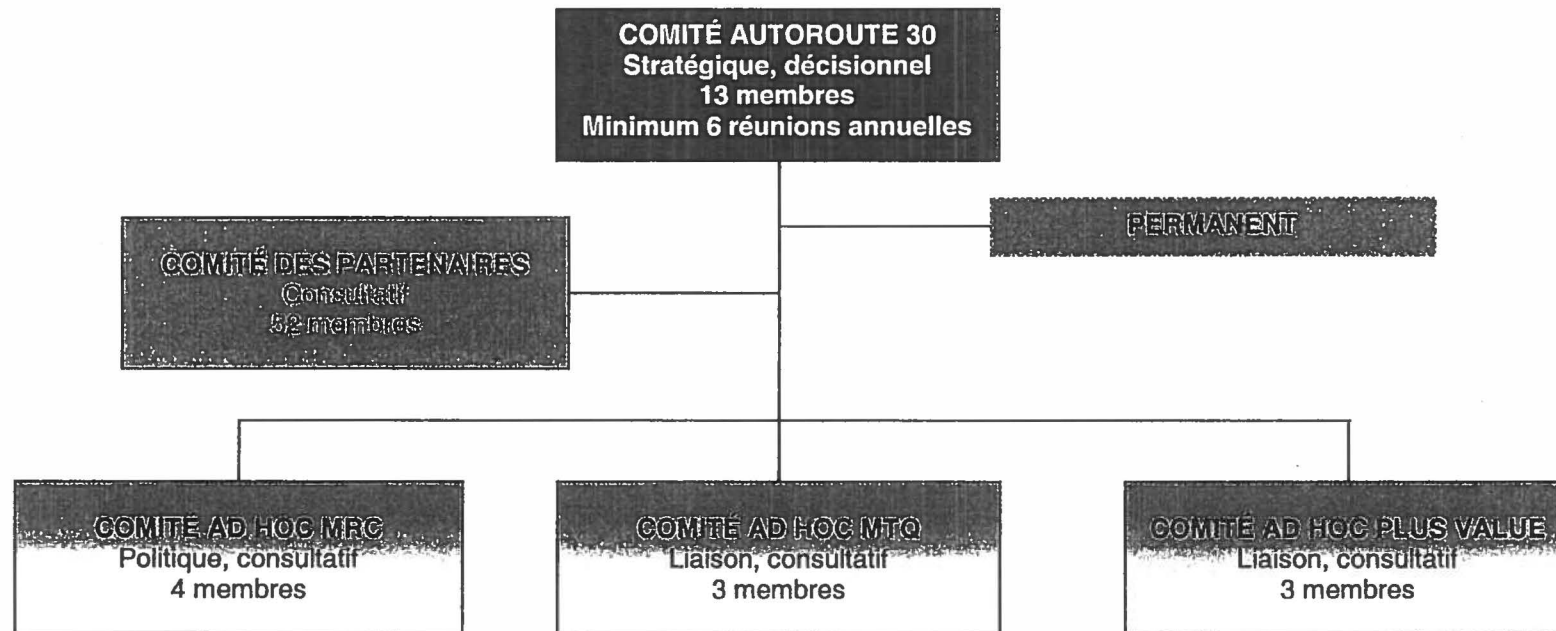 COMITÉ AUTOROUTE 30
Stratégique, décisionnel
13 membres
Minimum 6 réunions annuelles
PERMANENT
COMITÉ DES PARTENAIRES
Consultatif
52 membres
COMITÉ AD HOC MRC
Politique, consultatif
4 membres
COMITÉ AD HOC MTQ
Liaison, consultatif
3 membres
COMITÉ AD HOC PLUS VALUE
Liaison, consultatif
3 membres